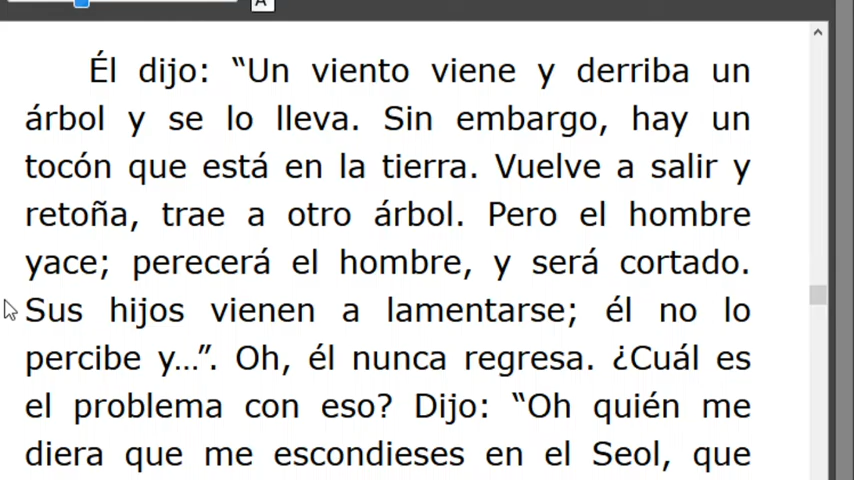 A
Él dijo: “Un viento viene y derriba un
árbol y se lo lleva. Sin embargo, hay un
tocón que está en la tierra. Vuelve a salir y
retoña, trae a otro árbol. Pero el hombre
yace; perecerá el hombre, y será cortado.
Sus hijos vienen a lamentarse; él no lo
percibe y...”. Oh, él nunca regresa. ¿Cuál es
el problema con eso? Dijo: “Oh quién me
diera que me escondieses en el Seol, que